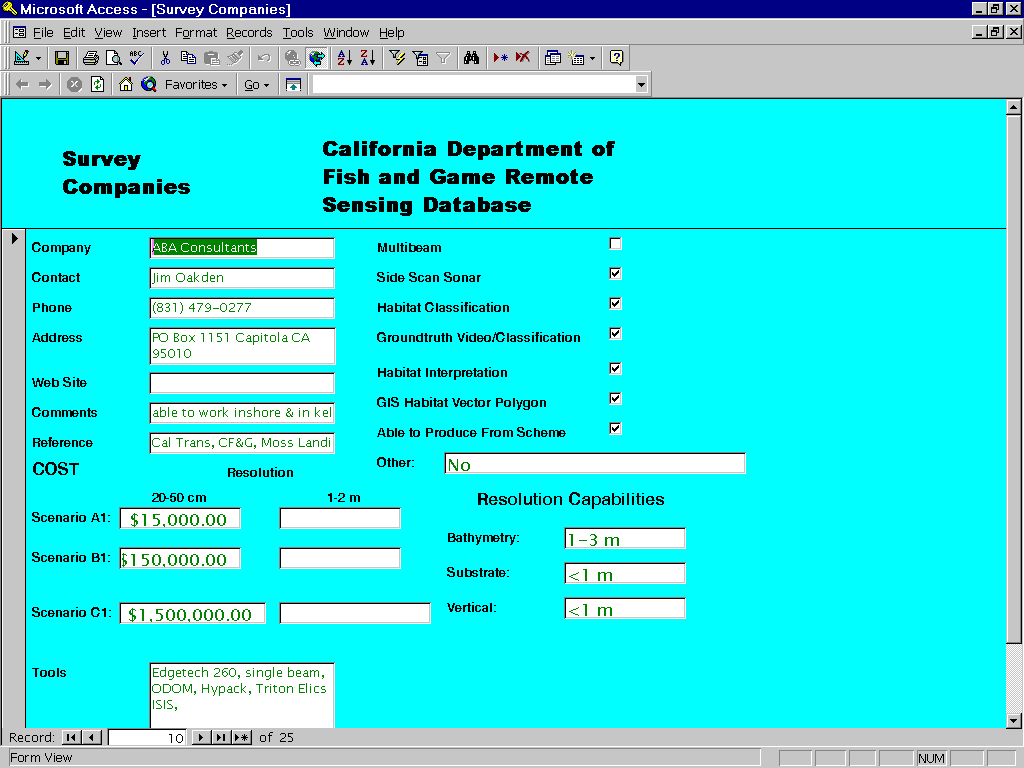 Microsoft Access - [Survey Companies]
File Edit View Insert Format Records Tools Window Help
Favorites Go
Survey
Companies
California Department of
Fish and Game Remote
Sensing Database
Company ABA Consultants
Contact Jim Oakden
Phone (831) 479-0277
Address PO Box 1151 Capitola CA
95010
Web Site
Comments able to work inshore & in kel
Reference Cal Trans, CF&G, Moss Landi
Multibeam
Side Scan Sonar
Habitat Classification
Groundtruth Video/Classification
Habitat Interpretation
GIS Habitat Vector Polygon
Able to Produce From Scheme
Other: No
COST
Resolution
20-50 cm 1-2 m
Scenario A1: $15,000.00
Scenario B1: $150,000.00
Scenario C1: $1,500,000.00
Resolution Capabilities
Bathymetry: 1-3 m
Substrate: <1 m
Vertical: <1 m
Tools Edgetech 260, single beam,
ODOM, Hypack, Triton Elics
ISIS,
Record: 10 of 25
Form View NUM